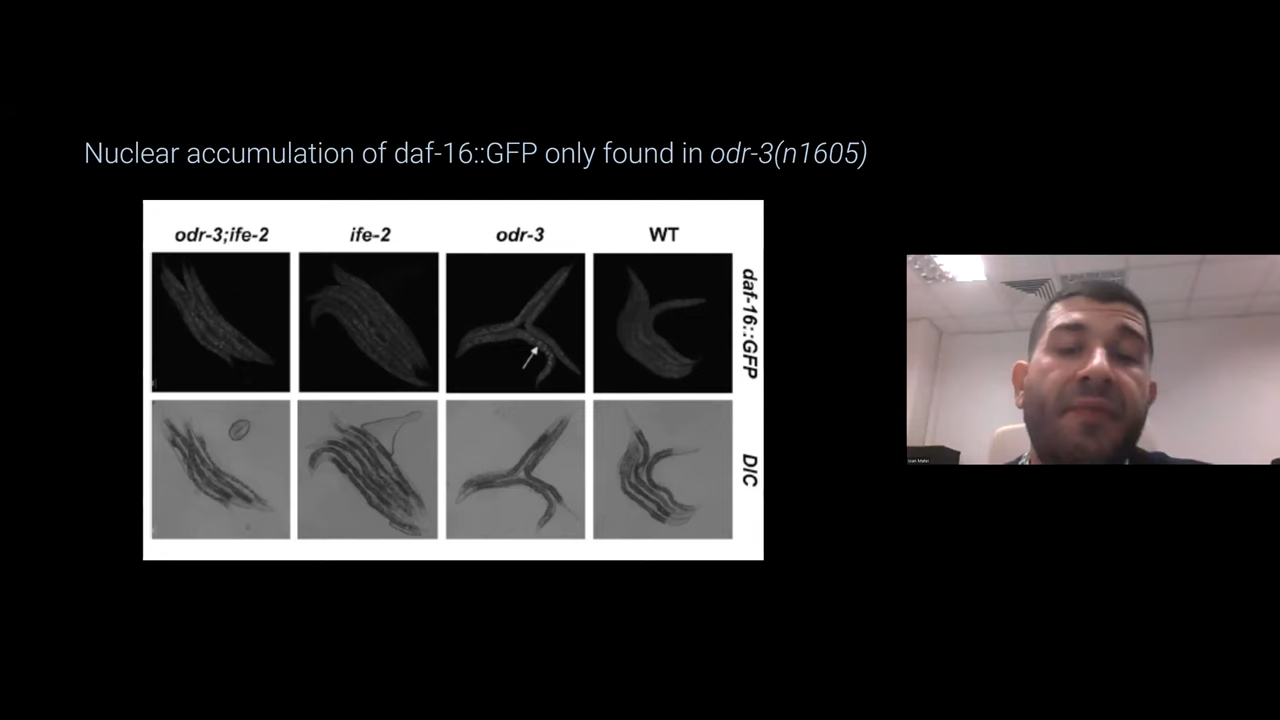 Nuclear accumulation of daf-16::GFP only found in odr-3(n1605)
odr-3;ife-2
ife-2
odr-3
WT
daf-16::GFP
DIC